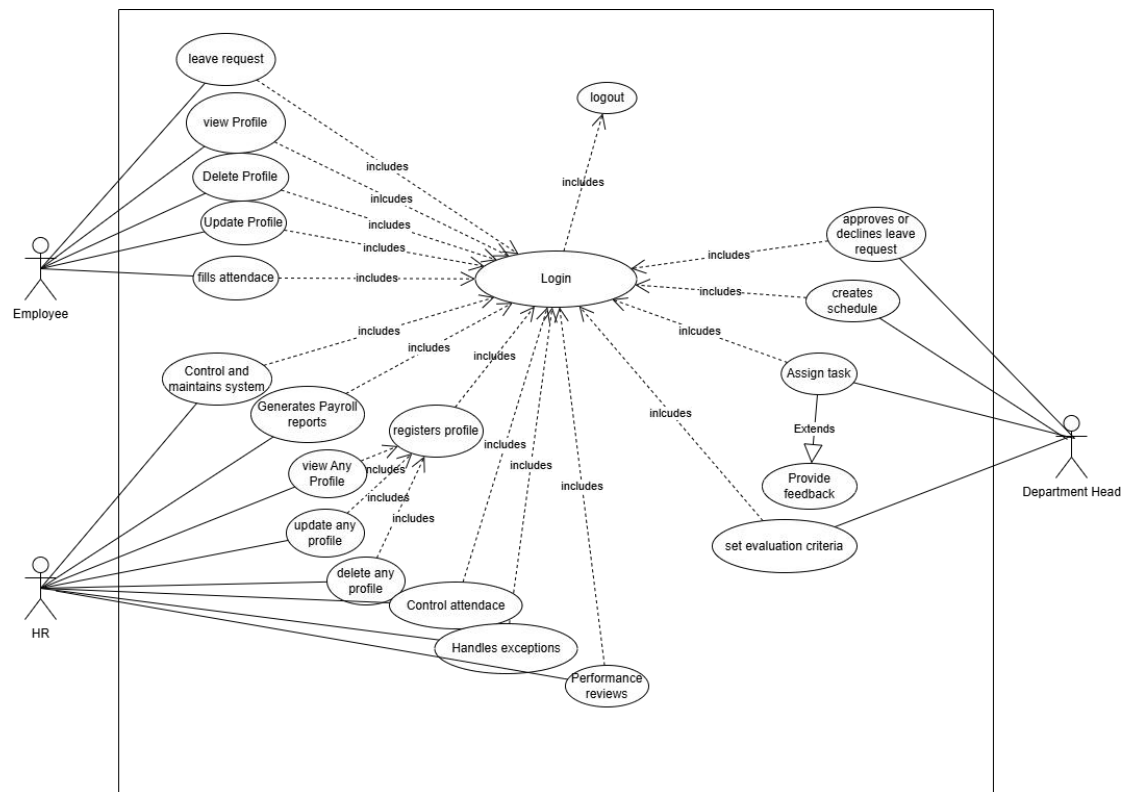 leave request
logout
view Profile
includes
Delete Profile
includes
inlcudes
Update Profile
approves or
declines leave
request
includes
includes
includes
fills attendace
includes
Login
includes
creates
schedule
Employee
includes
inlcudes
includes
Control and
maintains system
includes
Assign task
Generates Payroll
reports
registers profile
inlcudes
Extends
includes
view Any
Profile
includes
includes
Provide
feedback
Department Head
includes
includes
update any
profile
includes
set evaluation criteria
delete any
profile
Control attendace
HR
Handles exceptions
Performance
reviews